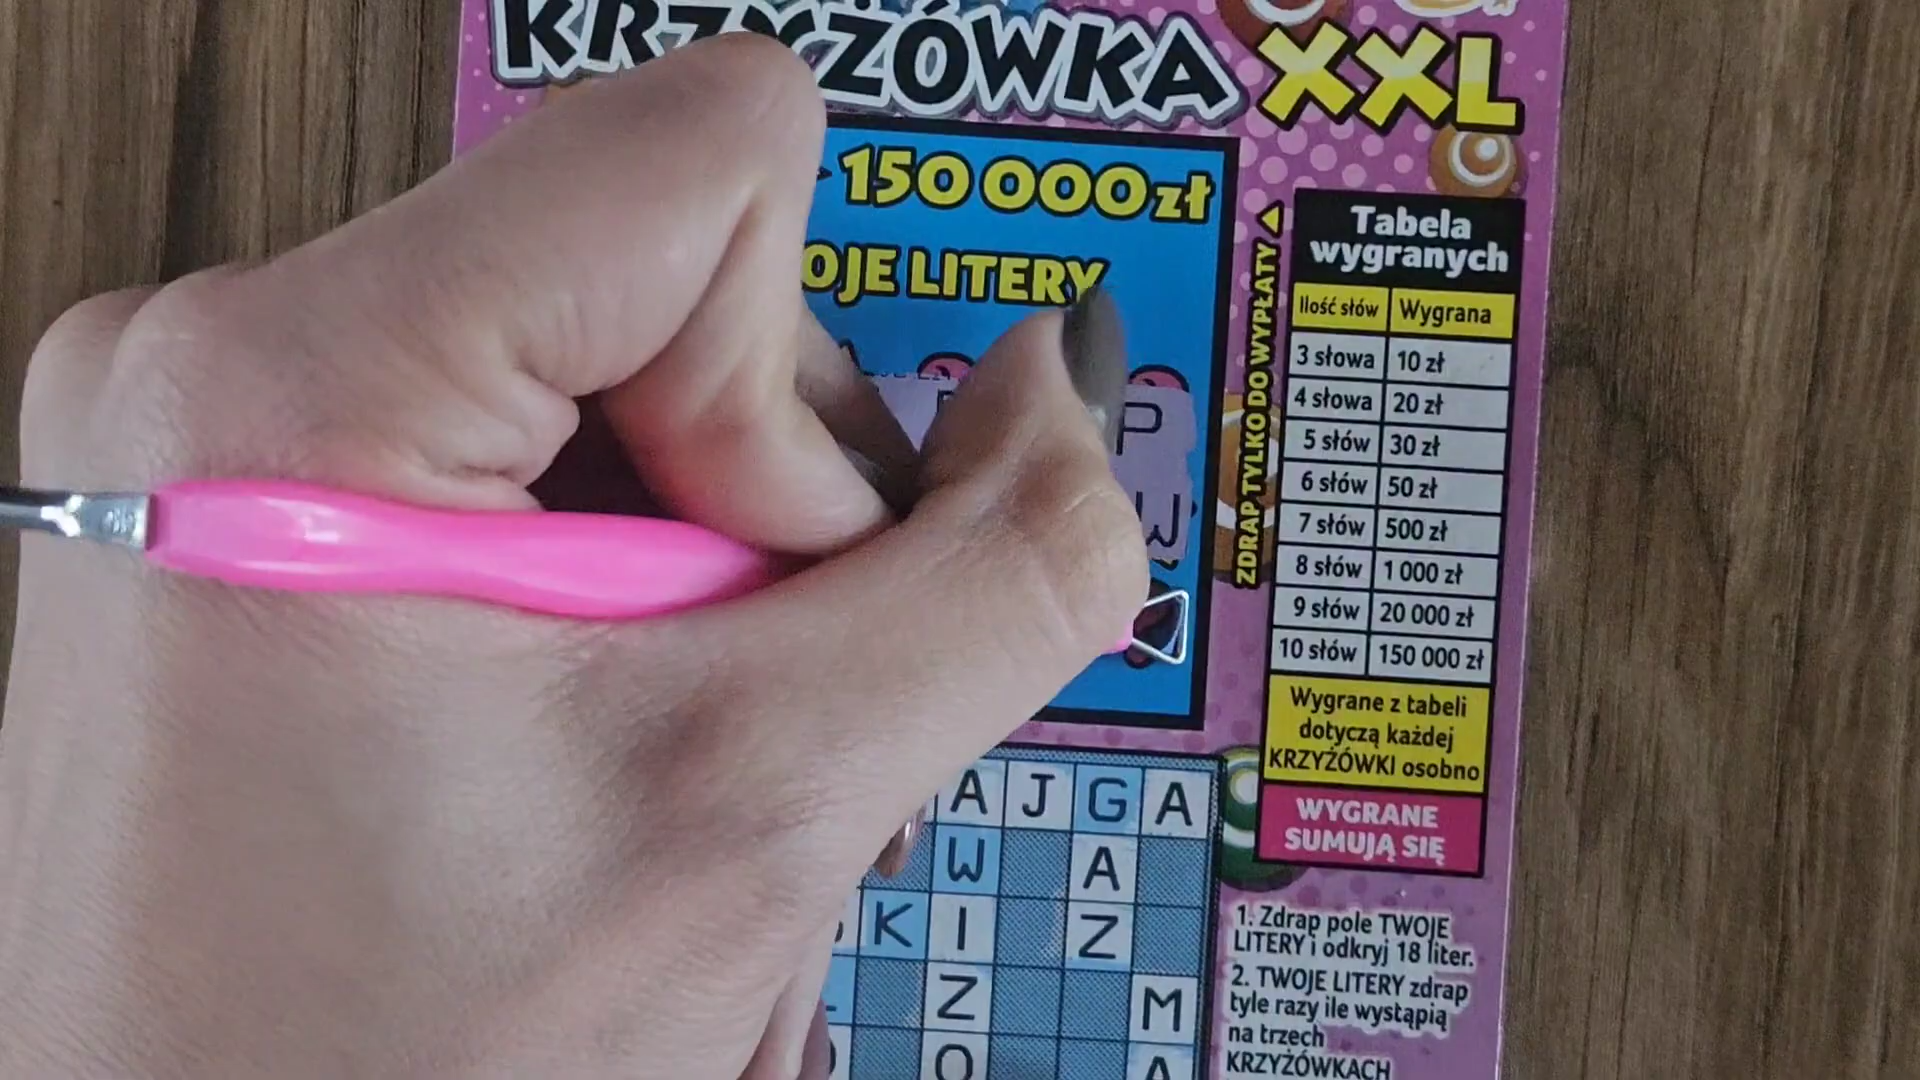 KRZYŻÓWKA XXL
150 000 zł
OJE LITERY
P
W
ZDRAP TYLKO DO WYPŁATY
Tabela
wygranych
Ilość słów Wygrana
3 słowa 10 zł
4 słowa 20 zł
5 słów 30 zł
6 słów 50 zł
7 słów 500 zł
8 słów 1 000 zł
9 słów 20 000 zł
10 słów 150 000 zł
Wygrane z tabeli
dotyczą każdej
KRZYŻÓWKI osobno
WYGRANE
SUMUJĄ SIĘ
A J G A
W A
K I Z
Z M
O A
1. Zdrap pole TWOJE
LITERY i odkryj 18 liter.
2. TWOJE LITERY zdrap
tyle razy ile wystąpią
na trzech
KRZYŻÓWKACH